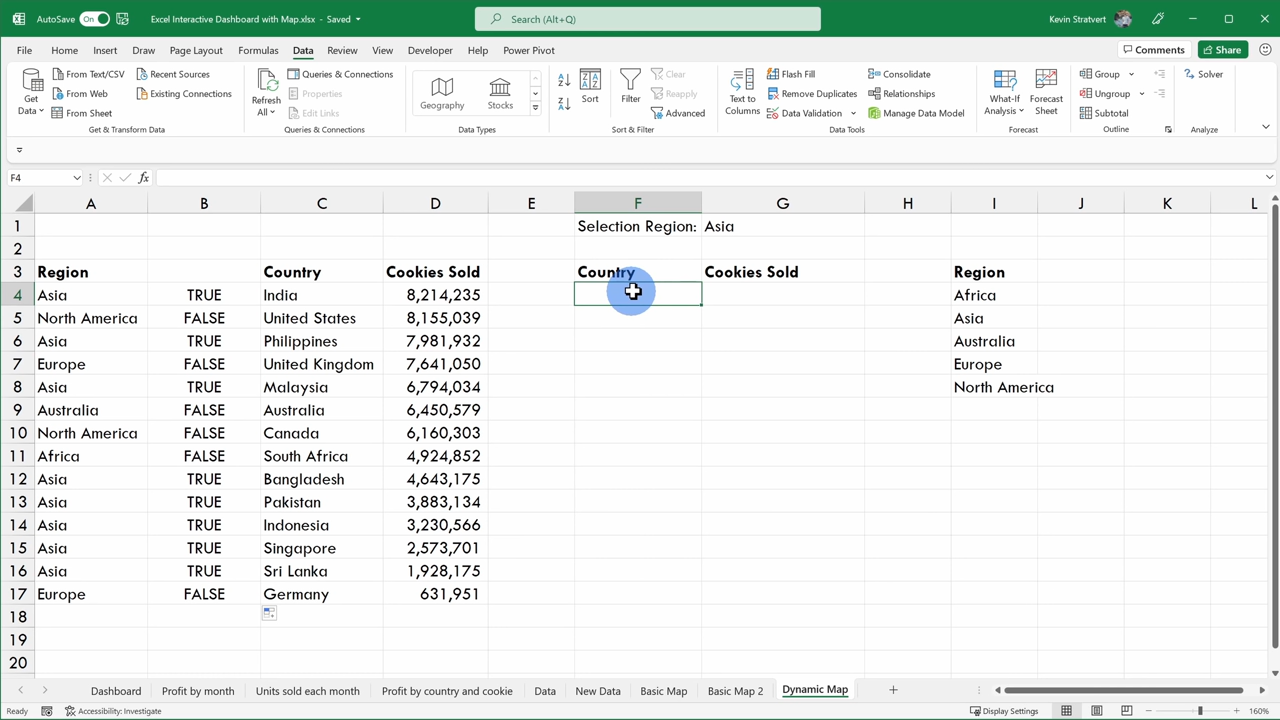 AutoSave On Excel Interactive Dashboard with Map.xlsx - Saved Search (Alt+Q) Kevin Stratvert
File Home Insert Draw Page Layout Formulas Data Review View Developer Help Power Pivot Comments Share
Get Data
From Text/CSV
From Web
From Sheet
Recent Sources
Existing Connections
Get & Transform Data
Refresh All
Queries & Connections
Properties
Edit Links
Queries & Connections
Geography
Stocks
Data Types
Sort
Filter
Clear
Reapply
Advanced
Sort & Filter
Text to Columns
Flash Fill
Remove Duplicates
Data Validation
Consolidate
Relationships
Manage Data Model
Data Tools
What-If Analysis
Forecast Sheet
Forecast
Group
Ungroup
Subtotal
Outline
Solver
Analyze
F4 fx
A B C D E F G H I J K L
1 Selection Region: Asia
2
3 Region Country Cookies Sold Country Cookies Sold Region
4 Asia TRUE India 8,214,235 Africa
5 North America FALSE United States 8,155,039 Asia
6 Asia TRUE Philippines 7,981,932 Australia
7 Europe FALSE United Kingdom 7,641,050 Europe
8 Asia TRUE Malaysia 6,794,034 North America
9 Australia FALSE Australia 6,450,579
10 North America FALSE Canada 6,160,303
11 Africa FALSE South Africa 4,924,852
12 Asia TRUE Bangladesh 4,643,175
13 Asia TRUE Pakistan 3,883,134
14 Asia TRUE Indonesia 3,230,566
15 Asia TRUE Singapore 2,573,701
16 Asia TRUE Sri Lanka 1,928,175
17 Europe FALSE Germany 631,951
18
19
20
Dashboard Profit by month Units sold each month Profit by country and cookie Data New Data Basic Map Basic Map 2 Dynamic Map
Ready Accessibility: Investigate Display Settings 160%